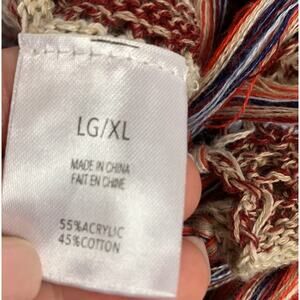 LG/XL
MADE IN CHINA
FAIT EN CHINE
55%ACRYLIC
45%COTTON